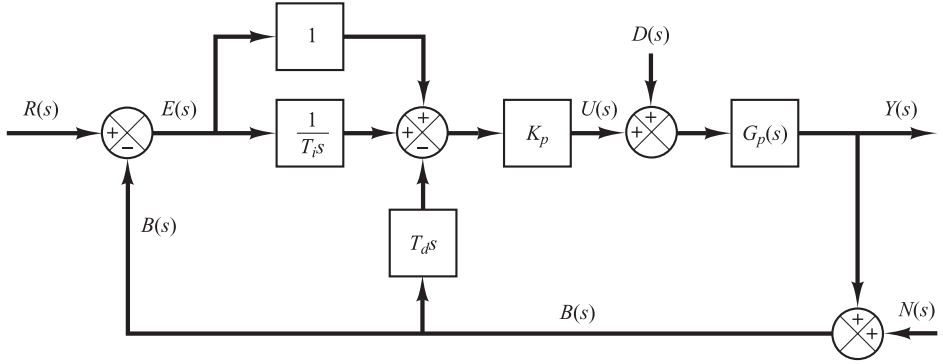 1
D(s)
R(s)
E(s)
U(s)
Y(s)
+
+
+
+
−
1
T_i s
+
−
K_p
+
G_p(s)
B(s)
T_d s
B(s)
N(s)
+
+